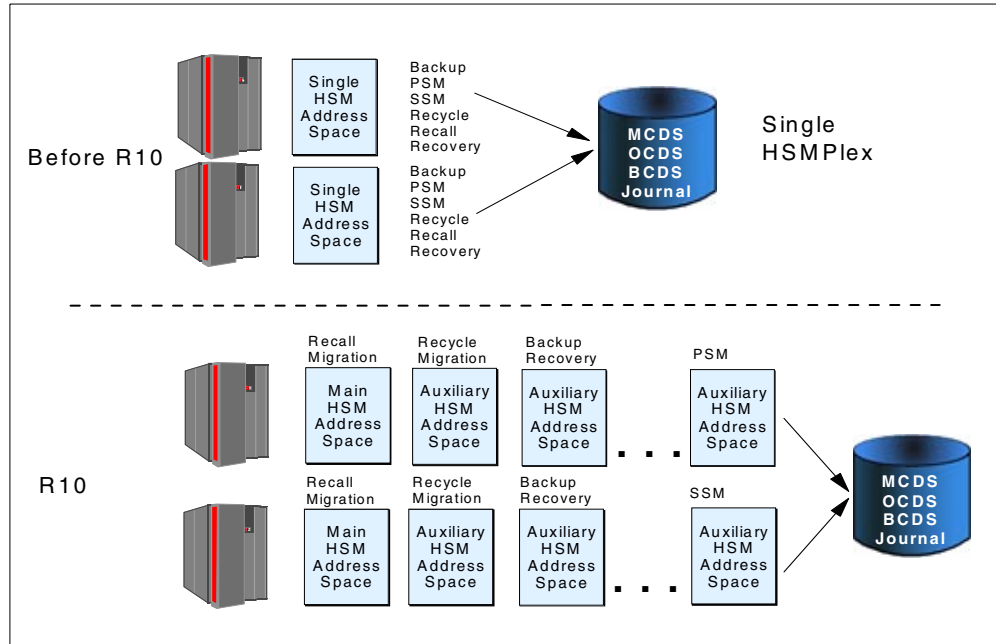 Single
HSM
Address
Space
Backup
PSM
SSM
Recycle
Recall
Recovery
Before R10
Single
HSM
Address
Space
Backup
PSM
SSM
Recycle
Recall
Recovery
MCDS
OCDS
BCDS
Journal
Single
HSMPlex
R10
Recall
Migration
Main
HSM
Address
Space
Recycle
Migration
Auxiliary
HSM
Address
Space
Backup
Recovery
Auxiliary
HSM
Address
Space
. . .
PSM
Auxiliary
HSM
Address
Space
Recall
Migration
Main
HSM
Address
Space
Recycle
Migration
Auxiliary
HSM
Address
Space
Backup
Recovery
Auxiliary
HSM
Address
Space
. . .
SSM
Auxiliary
HSM
Address
Space
MCDS
OCDS
BCDS
Journal